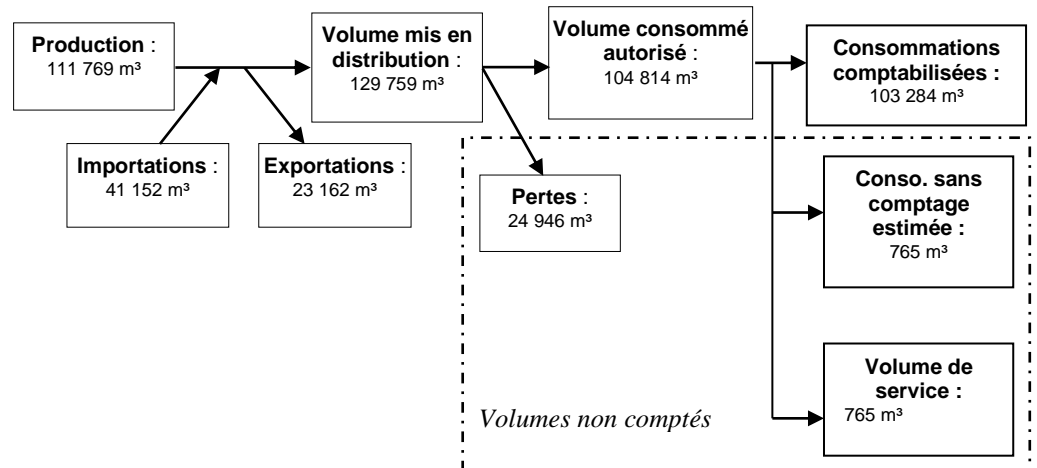 Production :
111 769 m³
Volume mis en
distribution :
129 759 m³
Volume consommé
autorisé :
104 814 m³
Consommations
comptabilisées :
103 284 m³
Importations :
41 152 m³
Exportations :
23 162 m³
Pertes :
24 946 m³
Conso. sans
comptage
estimée :
765 m³
Volume de
service :
765 m³
Volumes non comptés